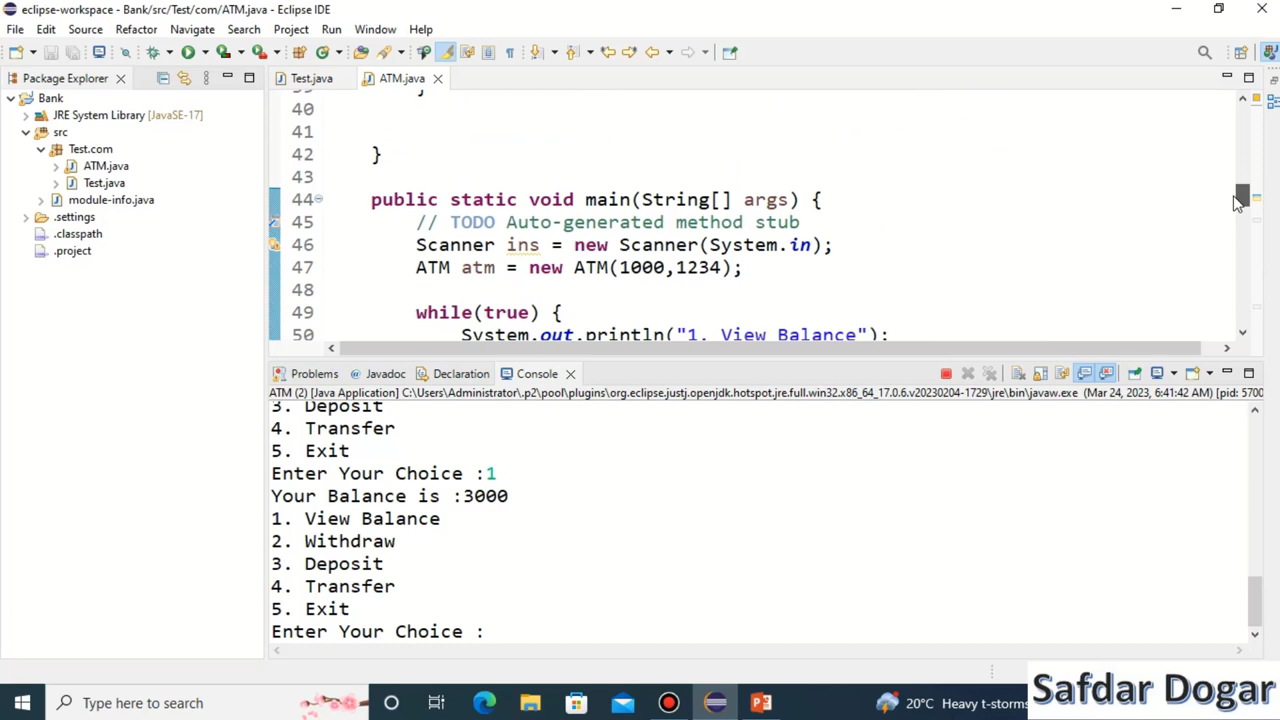 eclipse-workspace - Bank/src/Test/com/ATM.java - Eclipse IDE
File Edit Source Refactor Navigate Search Project Run Window Help
Package Explorer
Test.java
ATM.java
Bank
JRE System Library [JavaSE-17]
src
Test.com
ATM.java
Test.java
module-info.java
.settings
.classpath
.project
39 }
40
41
42 }
43
44 public static void main(String[] args) {
45 // TODO Auto-generated method stub
46 Scanner ins = new Scanner(System.in);
47 ATM atm = new ATM(1000,1234);
48
49 while(true) {
50 System.out.println("1. View Balance");
Problems Javadoc Declaration Console
ATM (2) [Java Application] C:\Users\Administrator\.p2\pool\plugins\org.eclipse.justj.openjdk.hotspot.jre.full.win32.x86_64_17.0.6.v20230204-1729\jre\bin\javaw.exe (Mar 24, 2023, 6:41:42 AM) [pid: 5700
3. Deposit
4. Transfer
5. Exit
Enter Your Choice :1
Your Balance is :3000
1. View Balance
2. Withdraw
3. Deposit
4. Transfer
5. Exit
Enter Your Choice :
Type here to search
20°C Heavy t-storms
Safdar Dogar